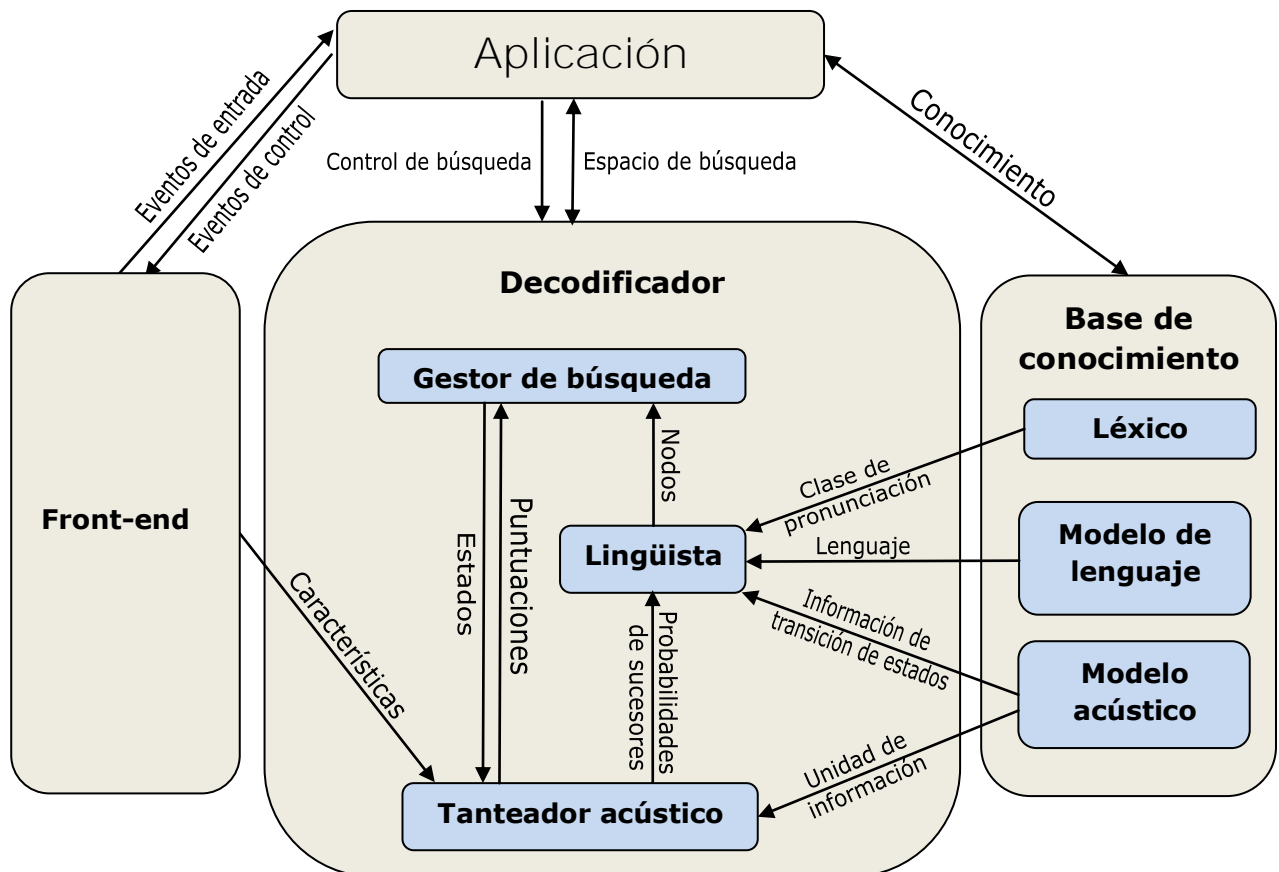 Aplicación
Eventos de entrada
Eventos de control
Control de búsqueda
Espacio de búsqueda
Conocimiento
Decodificador
Base de
conocimiento
Gestor de búsqueda
Léxico
Nodos
Clase de
pronunciación
Front-end
Estados
Puntuaciones
Lingüista
Lenguaje
Modelo de
lenguaje
Características
Probabilidades
de sucesores
Información de
transición de estados
Modelo
acústico
Unidad de
información
Tanteador acústico